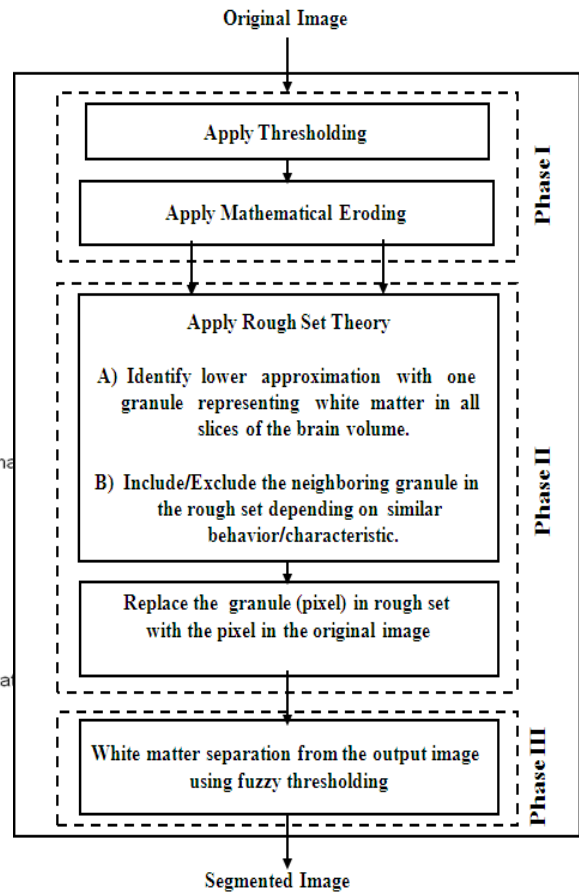 Original Image
Apply Thresholding
Apply Mathematical Eroding
Phase I
Apply Rough Set Theory
A) Identify lower approximation with one
granule representing white matter in all
slices of the brain volume.
B) Include/Exclude the neighboring granule in
the rough set depending on similar
behavior/characteristic.
Replace the granule (pixel) in rough set
with the pixel in the original image
Phase II
White matter separation from the output image
using fuzzy thresholding
Phase III
Segmented Image